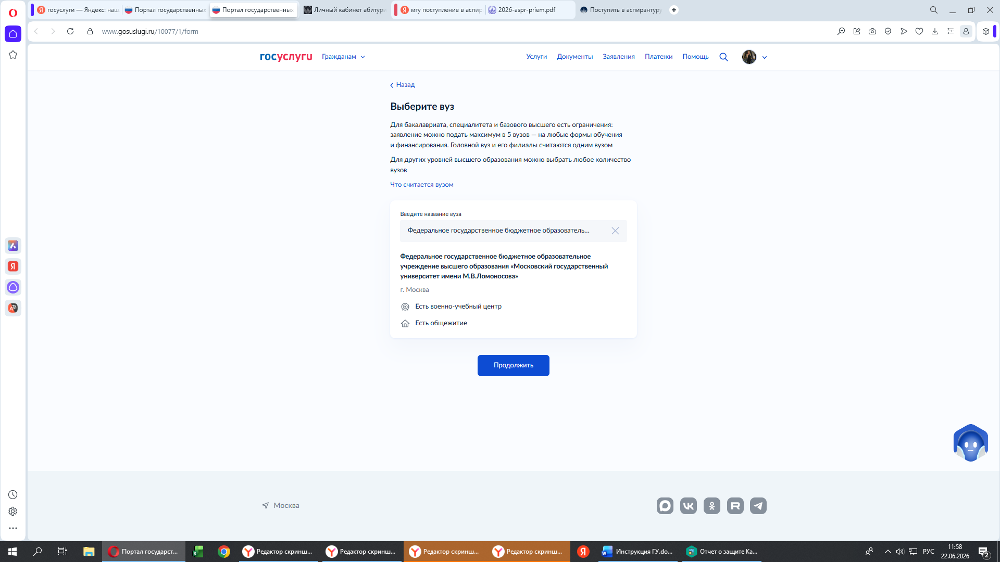 госуслуги — Яндекс: наш
Портал государственных
Портал государственных
Личный кабинет абитури
мгу поступление в аспир
2026-aspr-priem.pdf
Поступить в аспирантуру
www.gosuslugi.ru/10077/1/form
госуслуги
Гражданам
Услуги
Документы
Заявления
Платежи
Помощь
Назад
Выберите вуз
Для бакалавриата, специалитета и базового высшего есть ограничения:
заявление можно подать максимум в 5 вузов — на любые формы обучения
и финансирования. Головной вуз и его филиалы считаются одним вузом
Для других уровней высшего образования можно выбрать любое количество
вузов
Что считается вузом
Введите название вуза
Федеральное государственное бюджетное образователь...
Федеральное государственное бюджетное образовательное
учреждение высшего образования «Московский государственный
университет имени М.В.Ломоносова»
г. Москва
Есть военно-учебный центр
Есть общежитие
Продолжить
Москва
Портал государст...
Редактор скринш...
Редактор скринш...
Редактор скринш...
Редактор скринш...
Инструкция ГУ.do...
Отчет о защите Ка...
РУС
11:58
22.06.2026
2